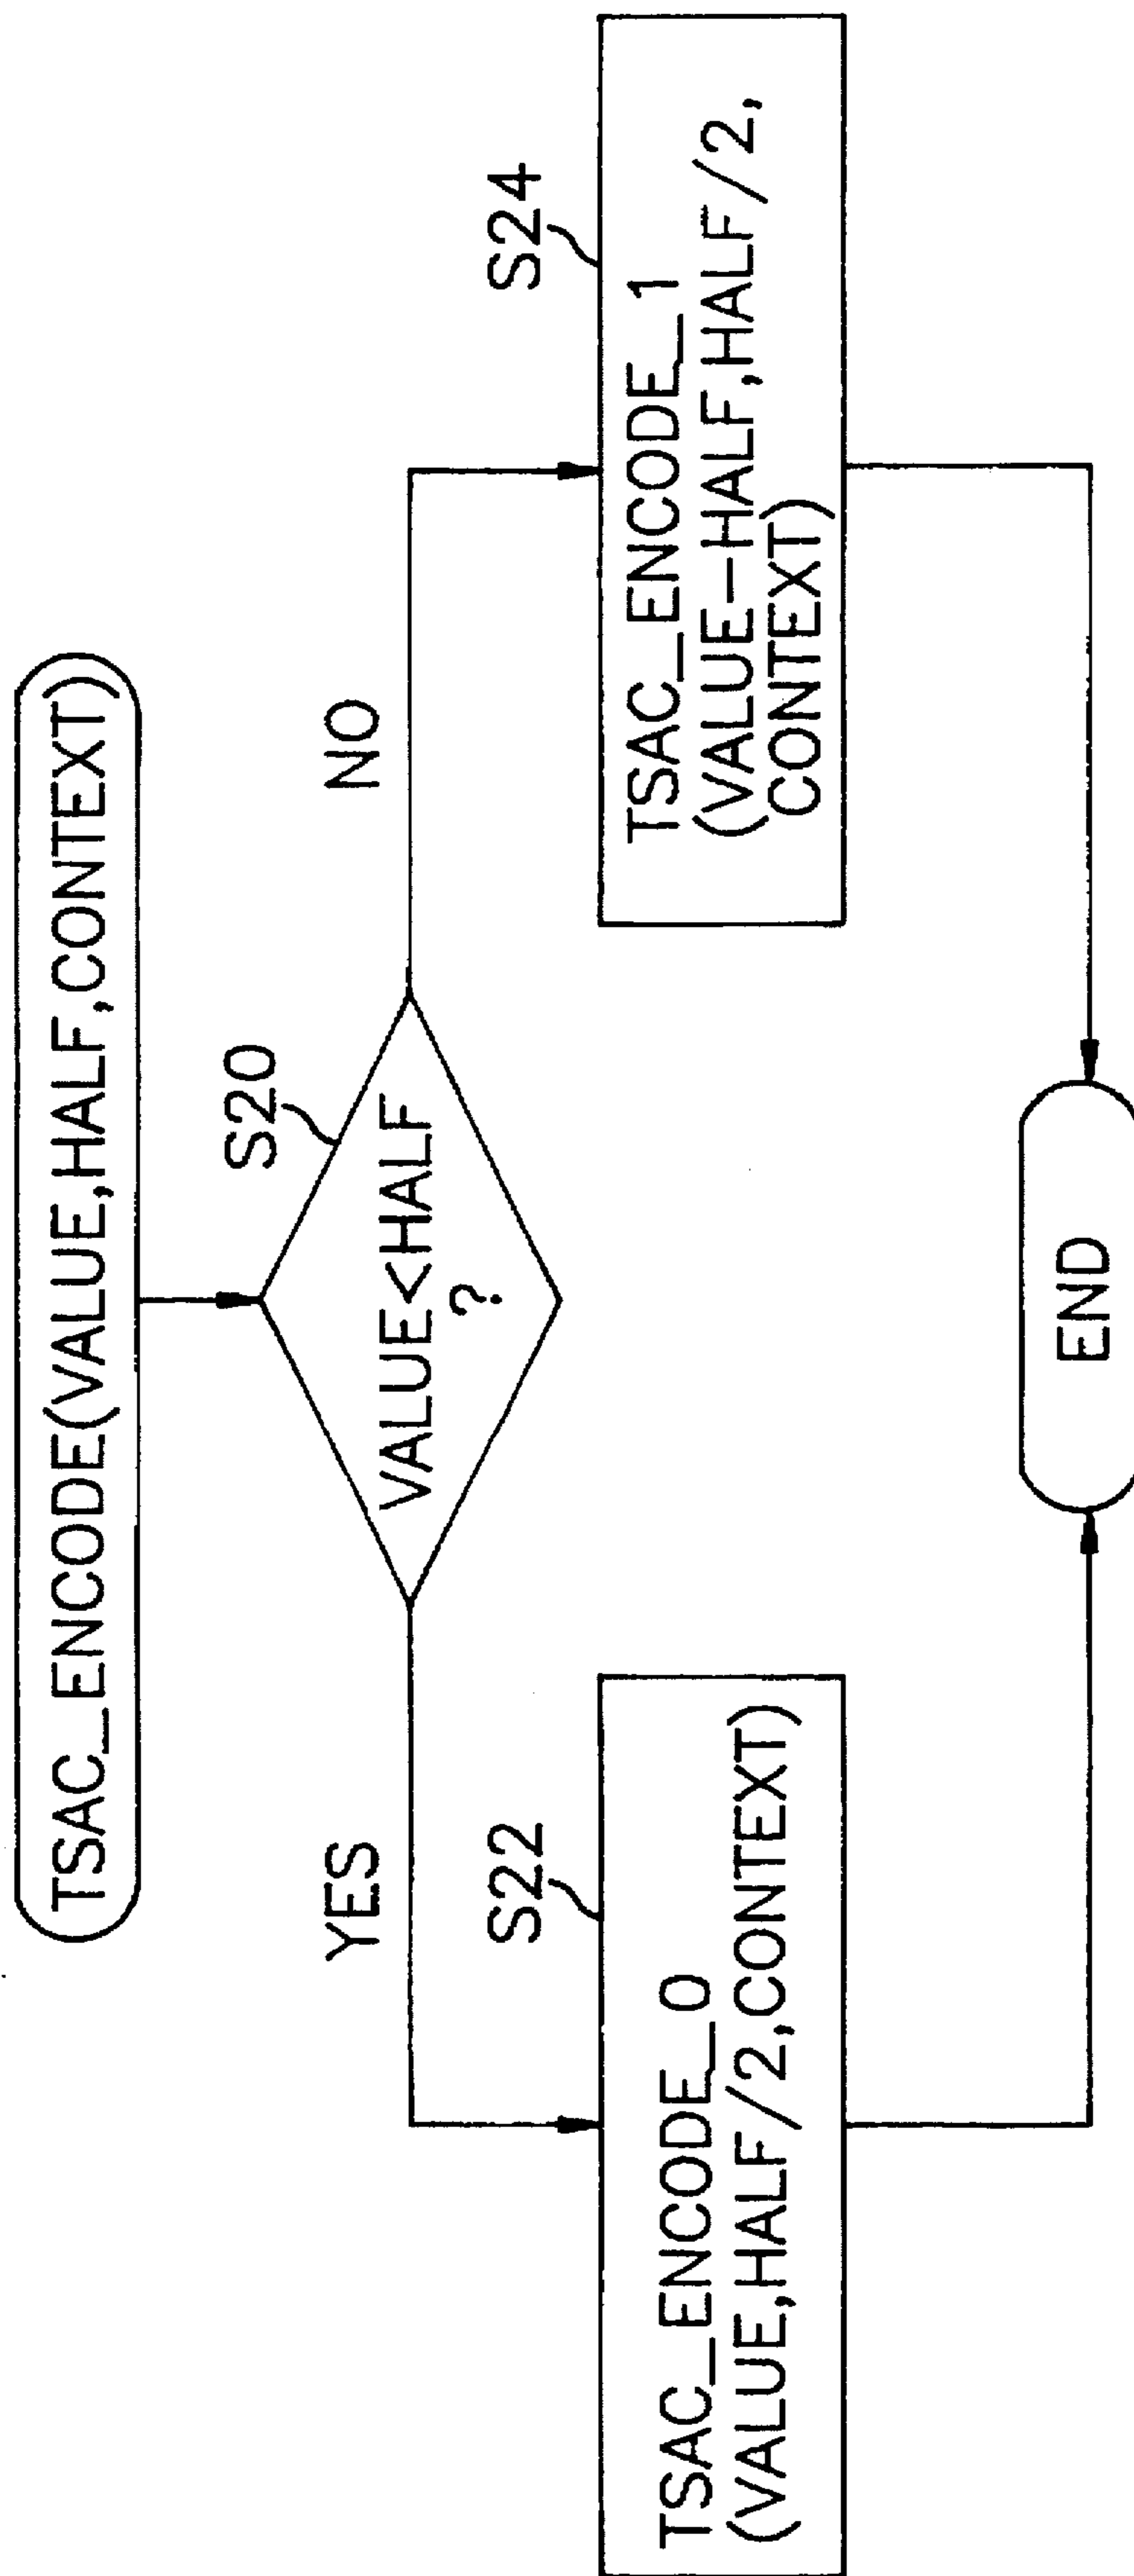 TSAC_ENCODE(VALUE,HALF,CONTEXT)
S20
VALUE<HALF
?
YES
NO
S22
TSAC_ENCODE_0
(VALUE,HALF/2,CONTEXT)
S24
TSAC_ENCODE_1
(VALUE-HALF,HALF/2,
CONTEXT)
END